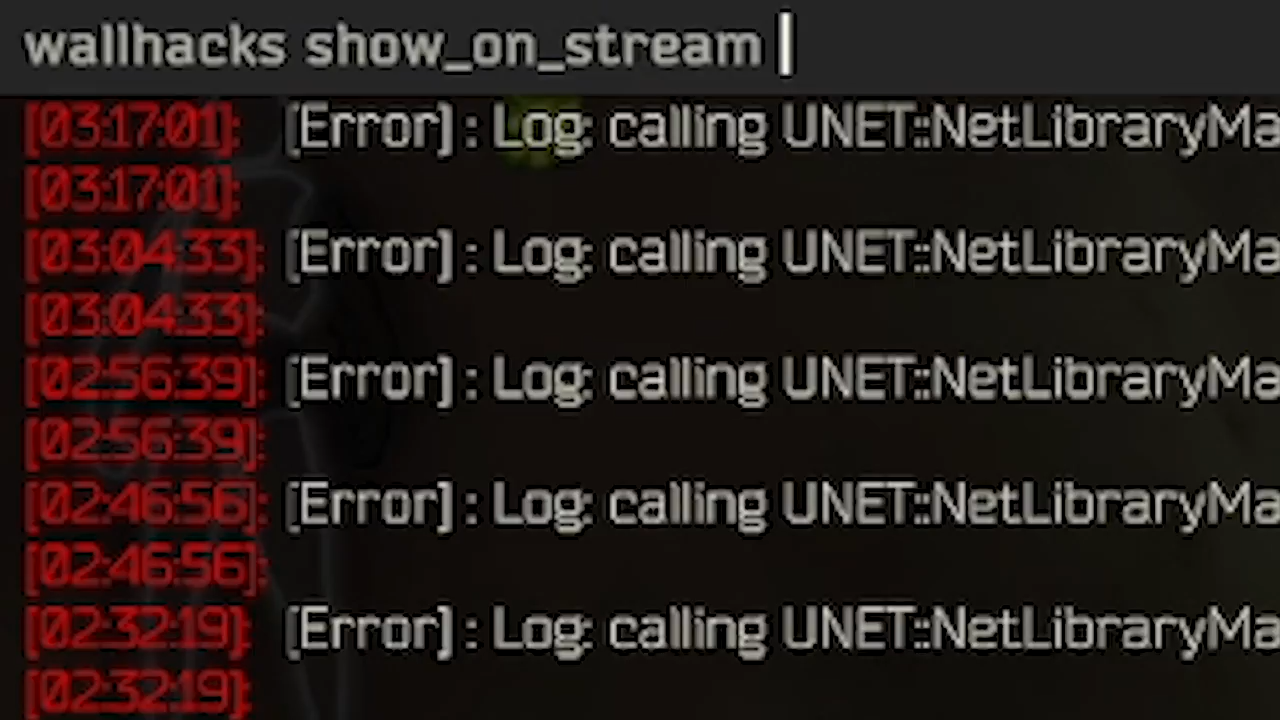 wallhacks show_on_stream
[03:17:01]: [Error] : Log: calling UNET::NetLibraryMa
[03:17:01]:
[03:04:33]: [Error] : Log: calling UNET::NetLibraryMa
[03:04:33]:
[02:56:39]: [Error] : Log: calling UNET::NetLibraryMa
[02:56:39]:
[02:46:56]: [Error] : Log: calling UNET::NetLibraryMa
[02:46:56]:
[02:32:19]: [Error] : Log: calling UNET::NetLibraryMa
[02:32:19]: